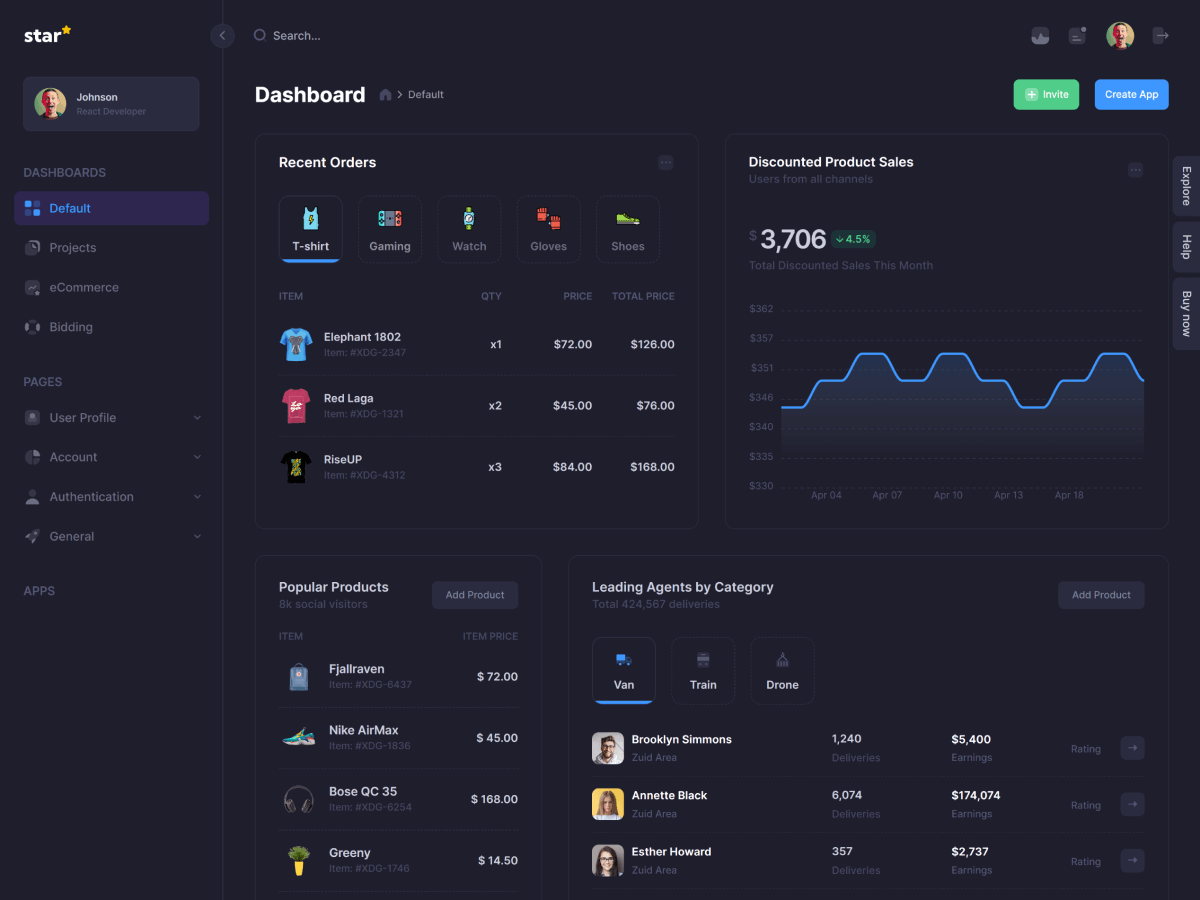 star
Search...
Johnson
React Developer
DASHBOARDS
Default
Projects
eCommerce
Bidding
PAGES
User Profile
Account
Authentication
General
APPS
Dashboard
Default
Invite
Create App
Explore
Help
Buy now
Recent Orders
T-shirt
Gaming
Watch
Gloves
Shoes
ITEM QTY PRICE TOTAL PRICE
Elephant 1802
Item: #XDG-2347
x1 $72.00 $126.00
Red Laga
Item: #XDG-1321
x2 $45.00 $76.00
RiseUP
Item: #XDG-4312
x3 $84.00 $168.00
Discounted Product Sales
Users from all channels
$ 3,706 4.5%
Total Discounted Sales This Month
$362
$357
$351
$346
$340
$335
$330
Apr 04 Apr 07 Apr 10 Apr 13 Apr 18
Popular Products
8k social visitors
Add Product
ITEM ITEM PRICE
Fjallraven
Item: #XDG-6437
$ 72.00
Nike AirMax
Item: #XDG-1836
$ 45.00
Bose QC 35
Item: #XDG-6254
$ 168.00
Greeny
Item: #XDG-1746
$ 14.50
Leading Agents by Category
Total 424,567 deliveries
Add Product
Van
Train
Drone
Brooklyn Simmons
Zuid Area
1,240
Deliveries
$5,400
Earnings
Rating
Annette Black
Zuid Area
6,074
Deliveries
$174,074
Earnings
Rating
Esther Howard
Zuid Area
357
Deliveries
$2,737
Earnings
Rating